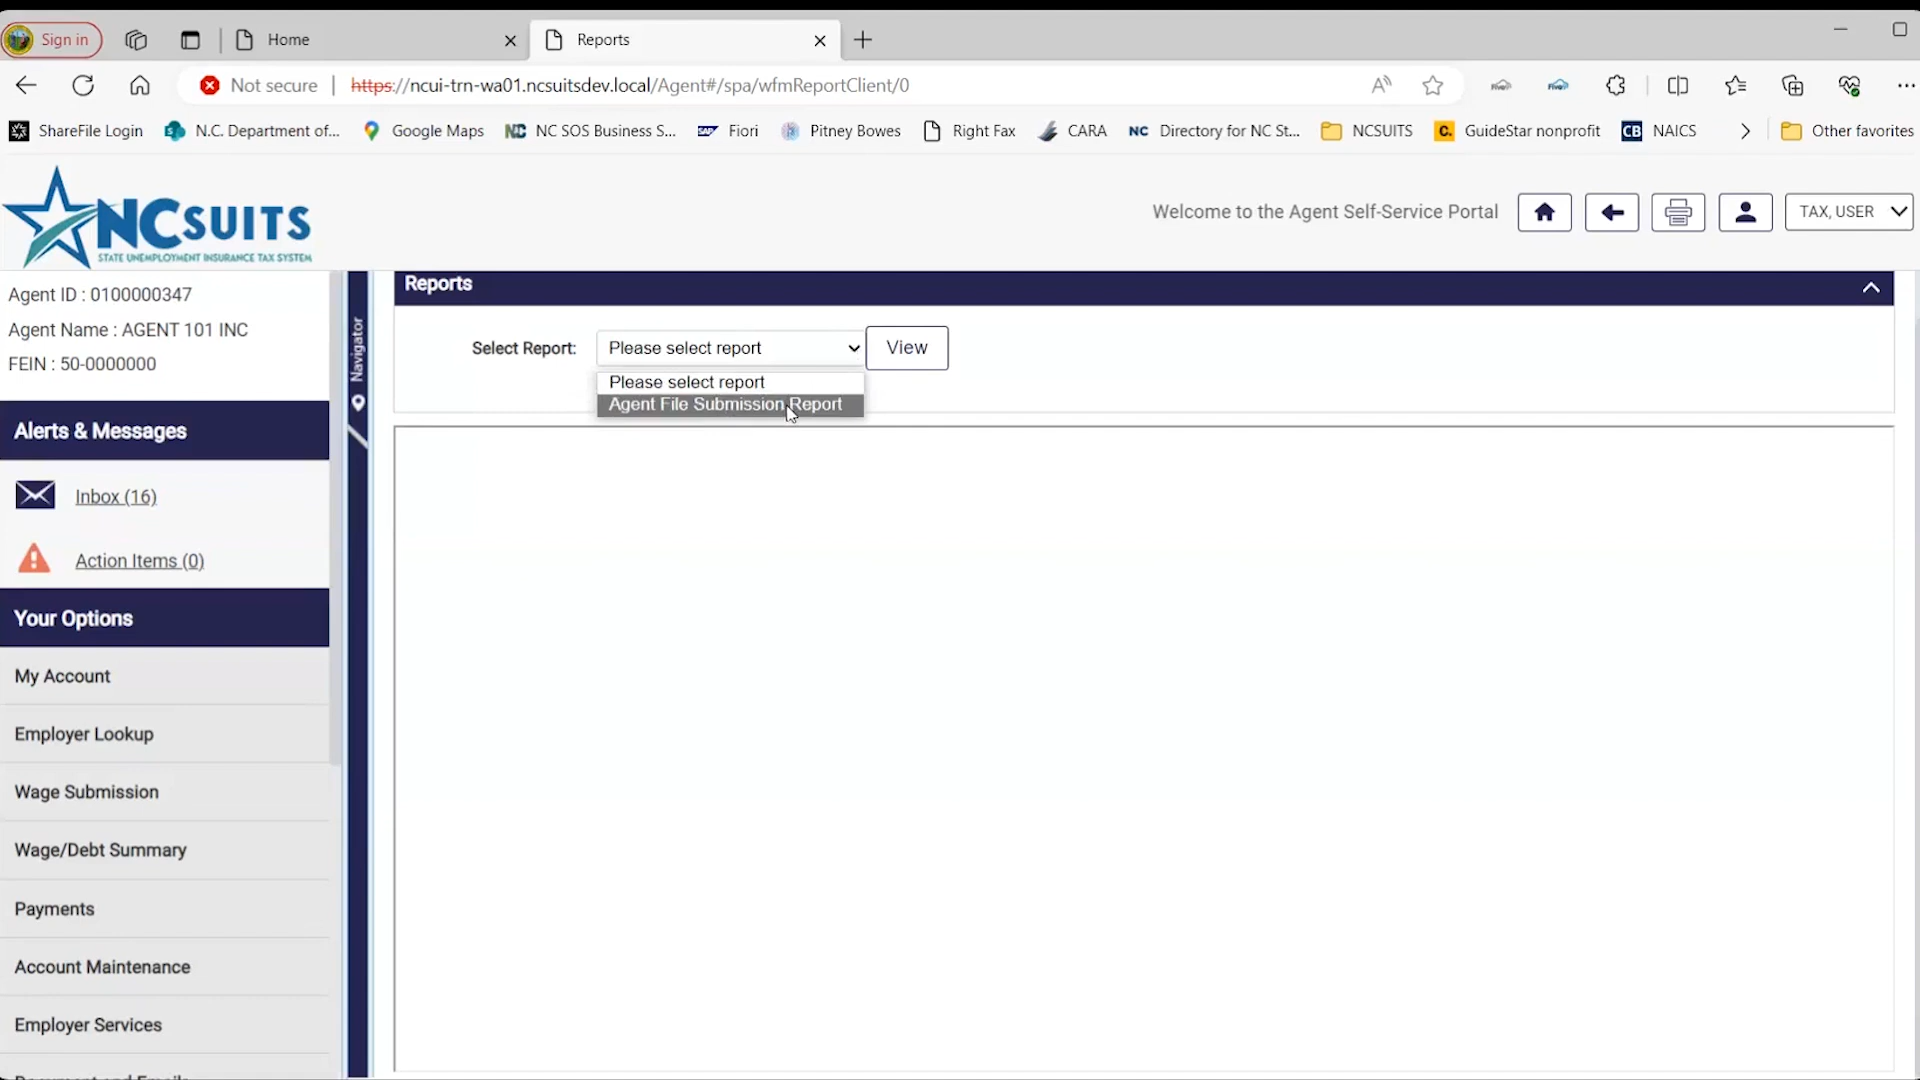 Sign in
Home
Reports
Not secure
https://ncui-trn-wa01.ncsuitsdev.local/Agent#/spa/wfmReportClient/0
ShareFile Login
N.C. Department of...
Google Maps
NC SOS Business S...
Fiori
Pitney Bowes
Right Fax
CARA
NC Directory for NC St...
NCSUITS
GuideStar nonprofit
CB NAICS
Other favorites
NCSUITS
STATE UNEMPLOYMENT INSURANCE TAX SYSTEM
Welcome to the Agent Self-Service Portal
TAX, USER
Agent ID : 0100000347
Agent Name : AGENT 101 INC
FEIN : 50-0000000
Alerts & Messages
Inbox (16)
Action Items (0)
Your Options
My Account
Employer Lookup
Wage Submission
Wage/Debt Summary
Payments
Account Maintenance
Employer Services
Navigator
Reports
Select Report:
Please select report
View
Please select report
Agent File Submission Report